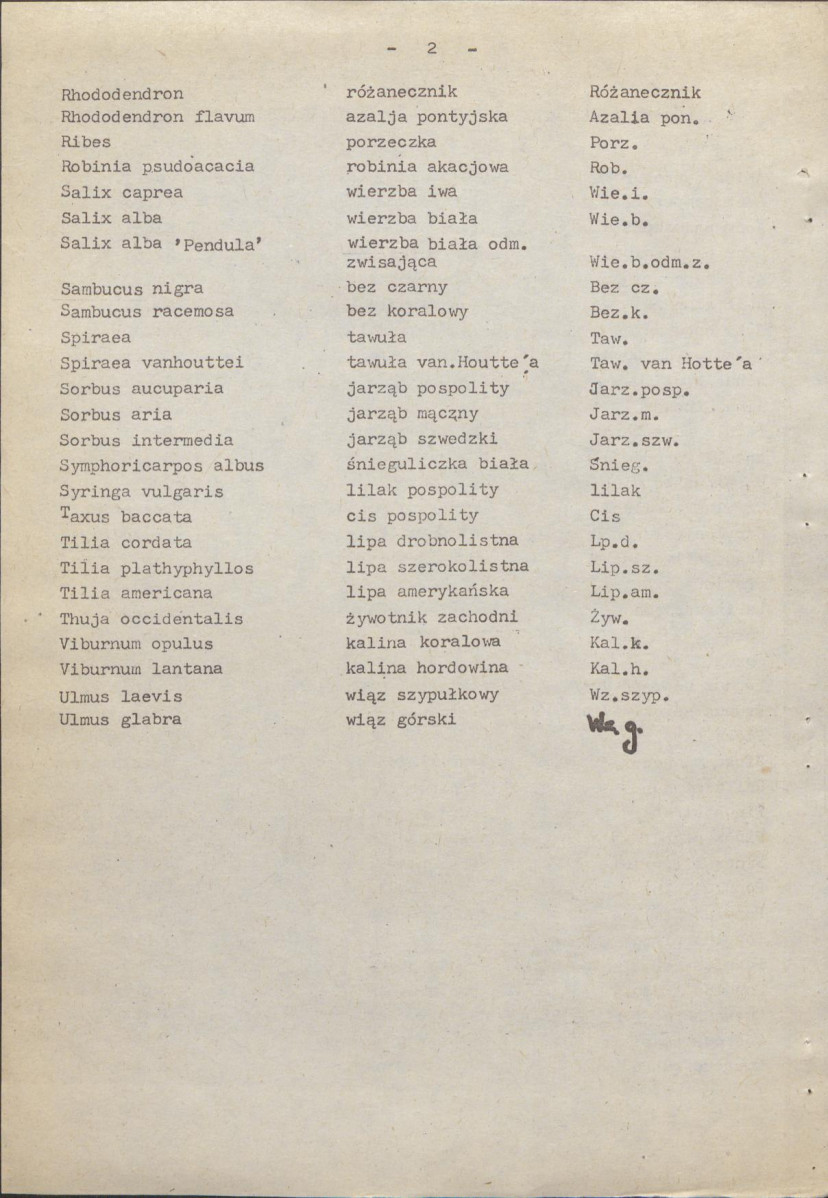 - 2 -
Rhododendron różanecznik Różanecznik
Rhododendron flavum azalja pontyjska Azalia pon.
Ribes porzeczka Porz.
Robinia psudoacacia robinia akacjowa Rob.
Salix caprea wierzba iwa Wie.i.
Salix alba wierzba biała Wie.b.
Salix alba 'Pendula' wierzba biała odm.
zwisająca Wie.b.odm.z.
Sambucus nigra bez czarny Bez cz.
Sambucus racemosa bez koralowy Bez.k.
Spiraea tawuła Taw.
Spiraea vanhouttei tawuła van.Houtte'a Taw. van Hotte'a
Sorbus aucuparia jarząb pospolity Jarz.posp.
Sorbus aria jarząb mączny Jarz.m.
Sorbus intermedia jarząb szwedzki Jarz.szw.
Symphoricarpos albus śnieguliczka biała Śnieg.
Syringa vulgaris lilak pospolity lilak
Taxus baccata cis pospolity Cis
Tilia cordata lipa drobnolistna Lp.d.
Tilia plathyphyllos lipa szerokolistna Lip.sz.
Tilia americana lipa amerykańska Lip.am.
Thuja occidentalis żywotnik zachodni Żyw.
Viburnum opulus kalina koralowa Kal.k.
Viburnum lantana kalina hordowina Kal.h.
Ulmus laevis wiąz szypułkowy Wz.szyp.
Ulmus glabra wiąz górski g.